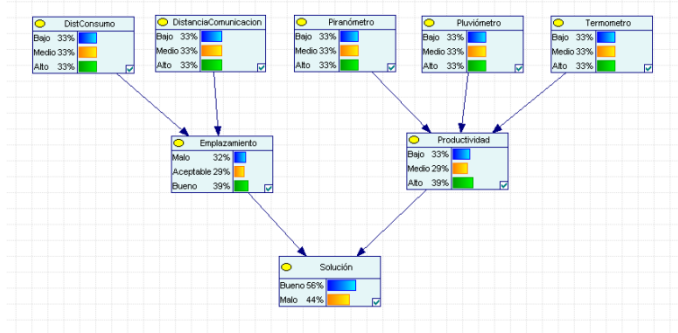 DistConsumo
Bajo 33%
Medio 33%
Alto 33%
DistanciaComunicacion
Bajo 33%
Medio 33%
Alto 33%
Piranómetro
Bajo 33%
Medio 33%
Alto 33%
Pluviómetro
Bajo 33%
Medio 33%
Alto 33%
Termometro
Bajo 33%
Medio 33%
Alto 33%
Emplazamiento
Malo 32%
Aceptable 29%
Bueno 39%
Productividad
Bajo 33%
Medio 29%
Alto 39%
Solución
Bueno 56%
Malo 44%